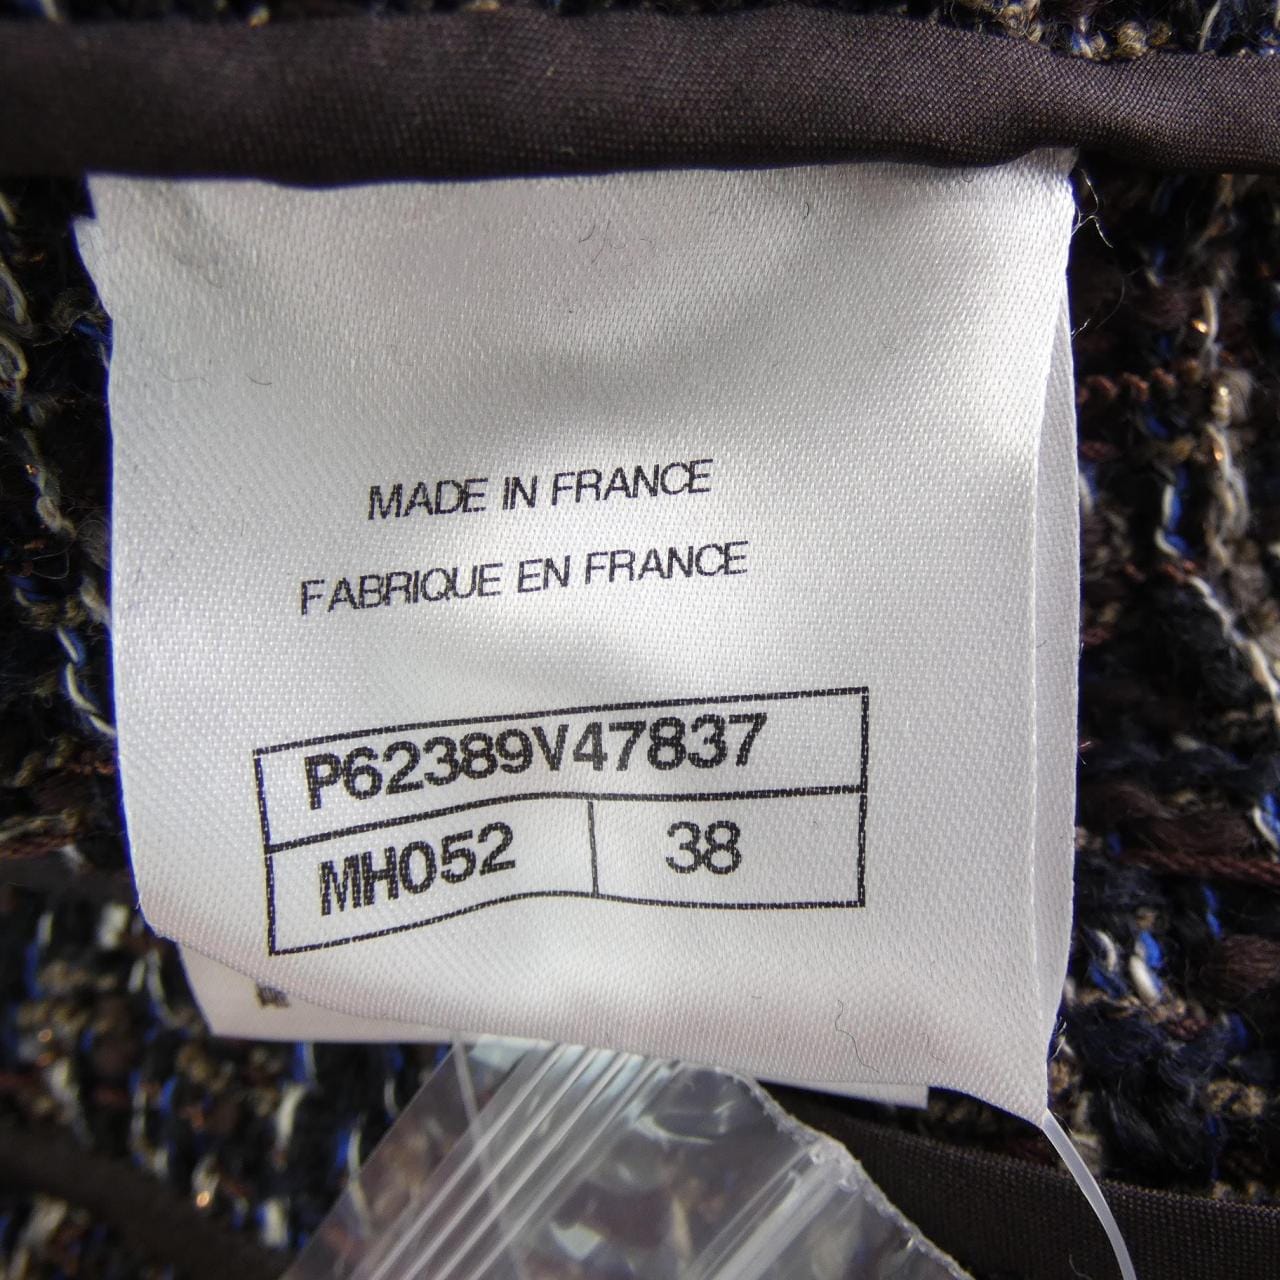 MADE IN FRANCE
FABRIQUE EN FRANCE
P62389V47837
MH052 38